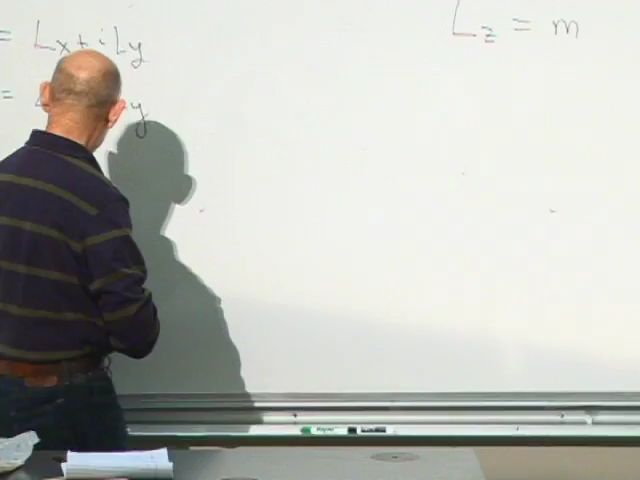 = Lx + i Ly
= L y
Lz = m